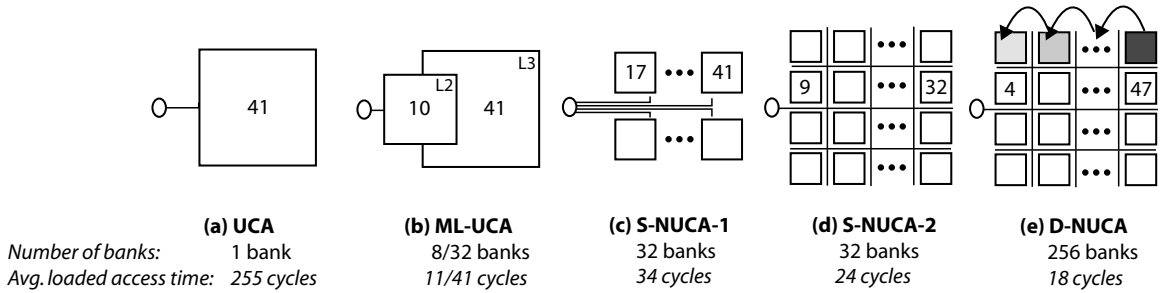 41
L2
10
L3
41
17 ••• 41
•••
•••
9 32
•••
•••
•••
•••
4 47
•••
•••
•••
(a) UCA (b) ML-UCA (c) S-NUCA-1 (d) S-NUCA-2 (e) D-NUCA
Number of banks: 1 bank 8/32 banks 32 banks 32 banks 256 banks
Avg. loaded access time: 255 cycles 11/41 cycles 34 cycles 24 cycles 18 cycles